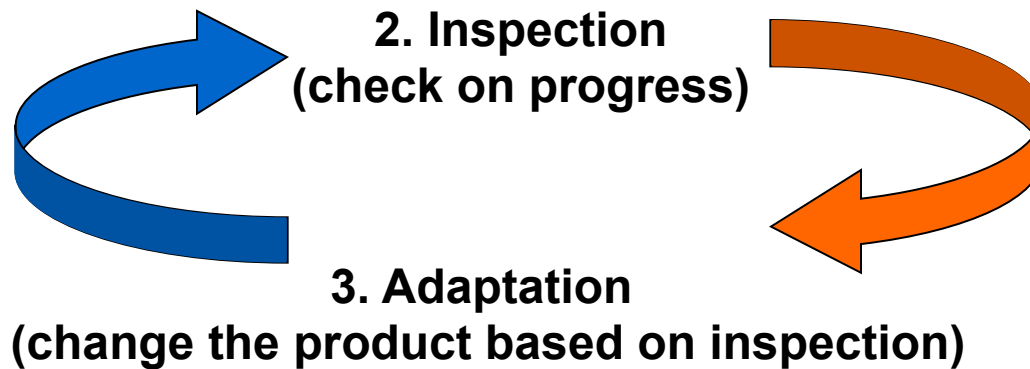 2. Inspection
(check on progress)
3. Adaptation
(change the product based on inspection)